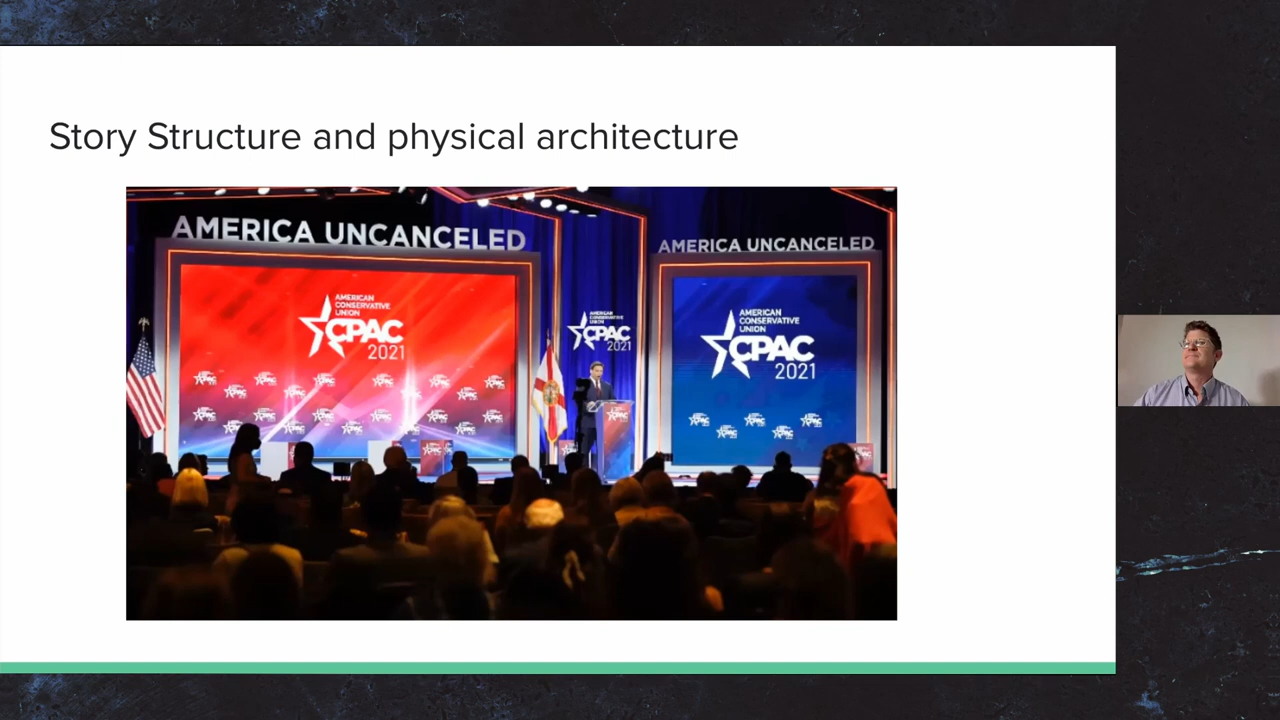 Story Structure and physical architecture
AMERICA UNCANCELED
AMERICA UNCANCELED
AMERICAN
CONSERVATIVE
UNION
CPAC
2021
AMERICAN
CONSERVATIVE
UNION
CPAC
2021
AMERICAN
CONSERVATIVE
UNION
CPAC
2021